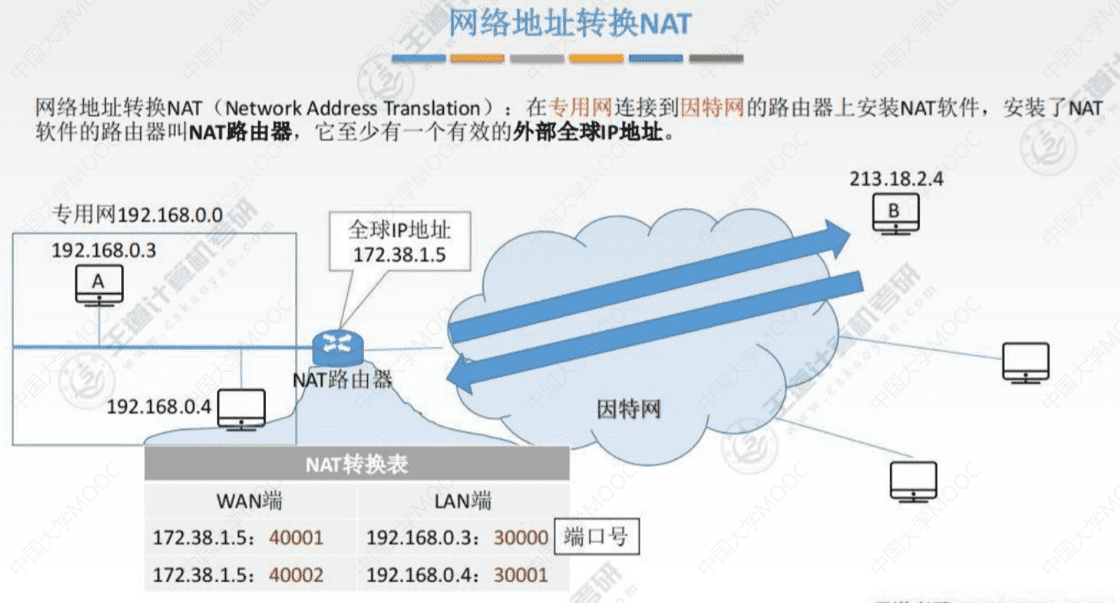 网络地址转换NAT
网络地址转换NAT（Network Address Translation）：在专用网连接到因特网的路由器上安装NAT软件，安装了NAT
软件的路由器叫NAT路由器，它至少有一个有效的外部全球IP地址。
213.18.2.4
B
专用网192.168.0.0
192.168.0.3
A
全球IP地址
172.38.1.5
NAT路由器
192.168.0.4
因特网
NAT转换表
WAN端 LAN端
172.38.1.5：40001 192.168.0.3：30000 端口号
172.38.1.5：40002 192.168.0.4：30001
中国大学MOOC
王道计算机考研
www.cskaoyan.com